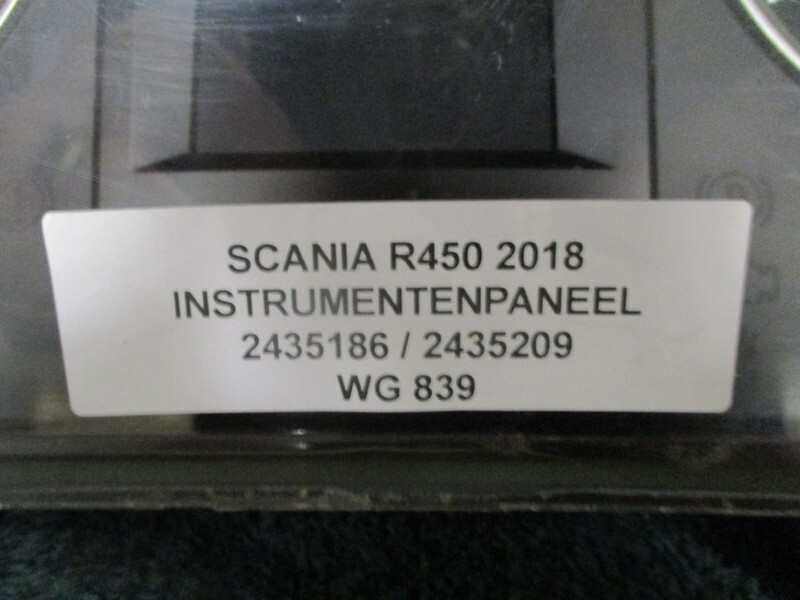 SCANIA R450 2018
INSTRUMENTENPANEEL
2435186 / 2435209
WG 839